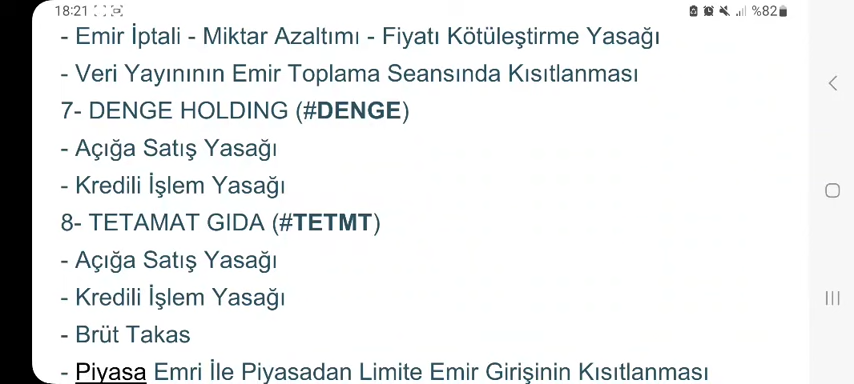 18:21 %82
- Emir İptali - Miktar Azaltımı - Fiyatı Kötüleştirme Yasağı
- Veri Yayınının Emir Toplama Seansında Kısıtlanması
7- DENGE HOLDING (#DENGE)
- Açığa Satış Yasağı
- Kredili İşlem Yasağı
8- TETAMAT GIDA (#TETMT)
- Açığa Satış Yasağı
- Kredili İşlem Yasağı
- Brüt Takas
- Piyasa Emri İle Piyasadan Limite Emir Girişinin Kısıtlanması